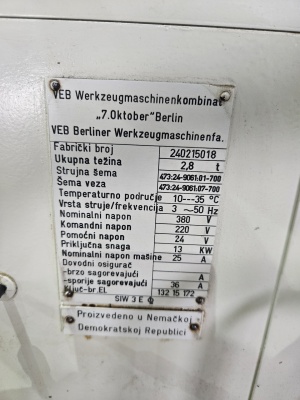 VEB Werkzeugmaschinenkombinat
„7.Oktober" Berlin
VEB Berliner Werkzeugmaschinenfa.
Fabrički broj 240215018
Ukupna težina 2,8 t
Strujna šema 473:24-9061:01-700
Šema veza 473:24-9061:07-700
Temperaturno područje 10---35 °C
Vrsta struje/frekvencija 3 ~50 Hz
Nominalni napon 380 V
Komandni napon 220 V
Pomoćni napon 24 V
Priključna snaga 13 KW
Nominalni napon mašine 25 A
Dovodni osigurač
-brzo sagorevajući A
-sporije sagorevajući 36 A
Ključ-br.EL 132 15 172
SIW 3 E
Proizvedeno u Nemačkoj
Demokratskoj Republici